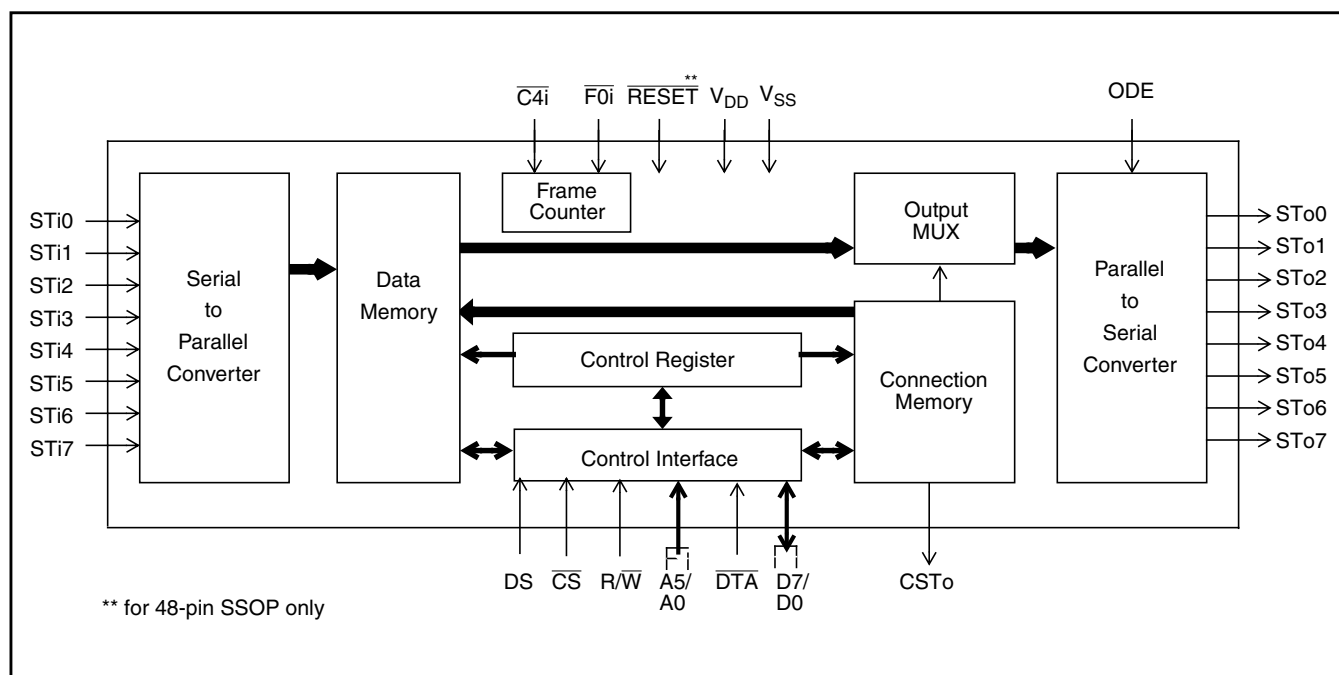 C4i F0i RESET** VDD VSS ODE
STi0
STi1
STi2
STi3
STi4
STi5
STi6
STi7
Serial
to
Parallel
Converter
Data
Memory
Frame
Counter
Control Register
Control Interface
Output
MUX
Connection
Memory
Parallel
to
Serial
Converter
STo0
STo1
STo2
STo3
STo4
STo5
STo6
STo7
DS CS R/W A5/
A0 DTA D7/
D0 CSTo
** for 48-pin SSOP only